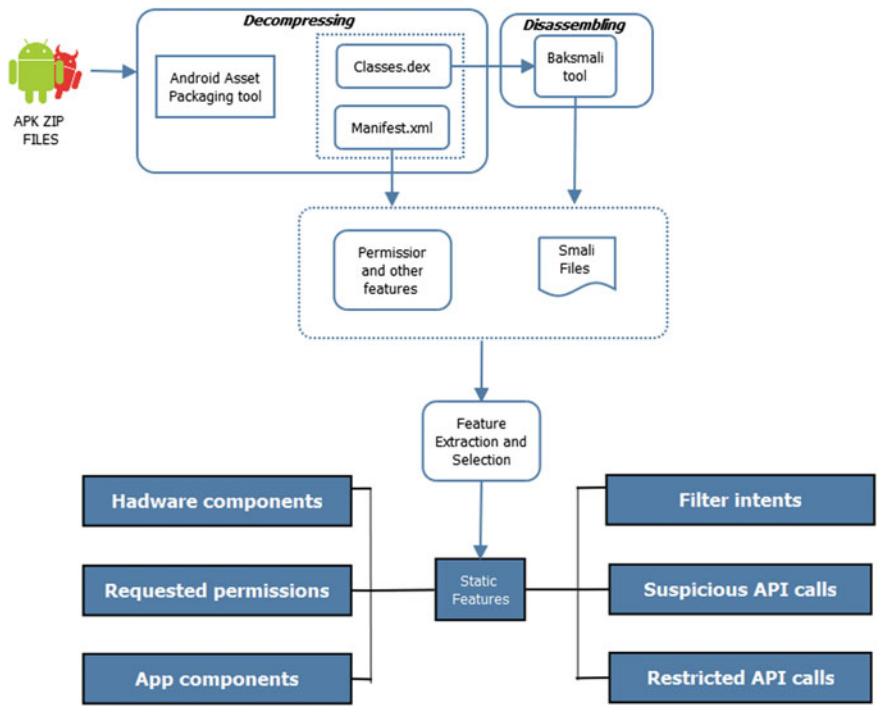 Decompressing
Disassembling
Android Asset
Packaging tool
Classes.dex
Baksmali
tool
Manifest.xml
APK ZIP
FILES
Permissior
and other
features
Smali
Files
Feature
Extraction and
Selection
Hadware components
Filter intents
Requested permissions
Static
Features
Suspicious API calls
App components
Restricted API calls